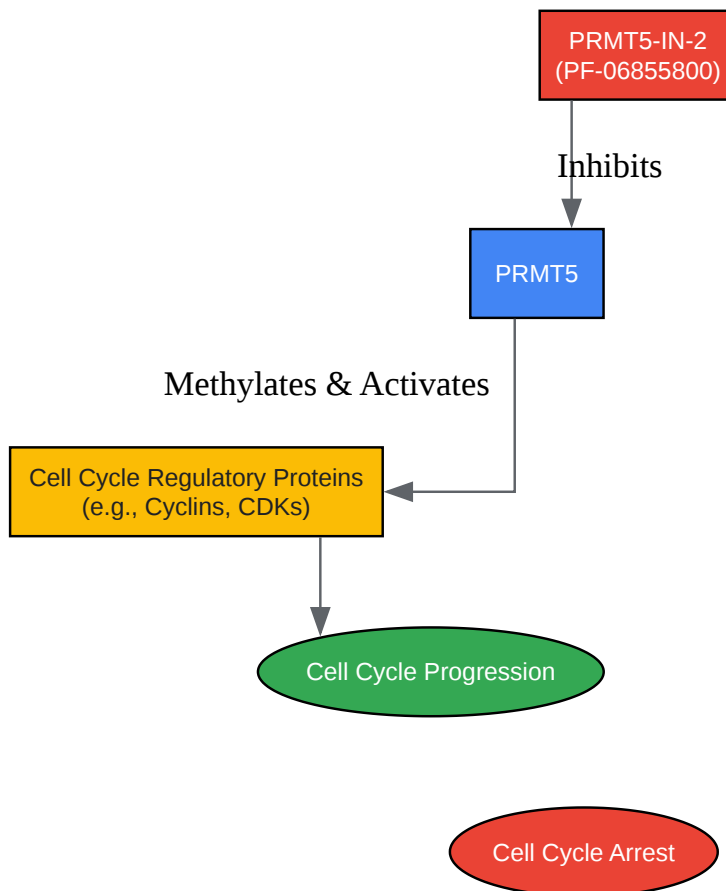 PRMT5-IN-2
(PF-06855800)
Inhibits
PRMT5
Methylates & Activates
Cell Cycle Regulatory Proteins
(e.g., Cyclins, CDKs)
Cell Cycle Progression
Cell Cycle Arrest